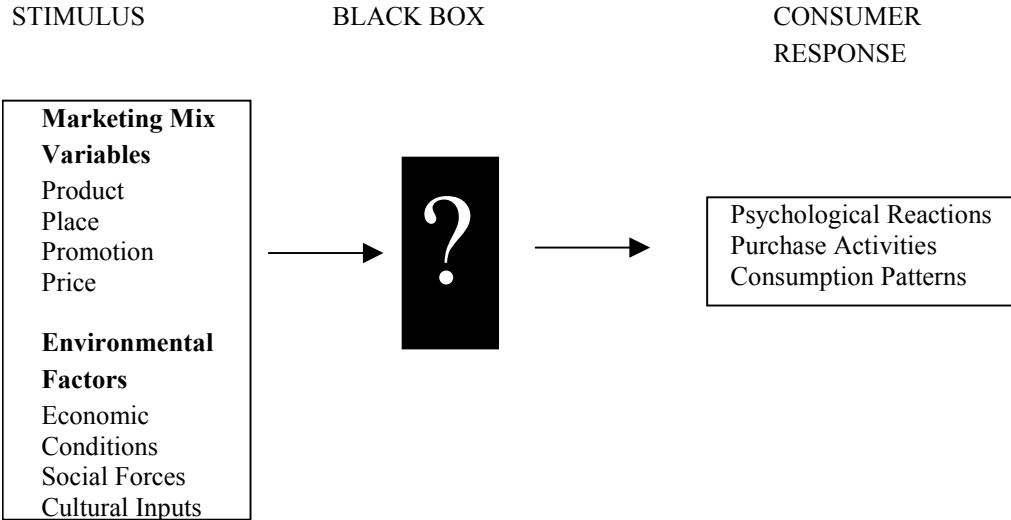 STIMULUS
BLACK BOX
CONSUMER
RESPONSE
Marketing Mix
Variables
Product
Place
Promotion
Price
Environmental
Factors
Economic
Conditions
Social Forces
Cultural Inputs
?
Psychological Reactions
Purchase Activities
Consumption Patterns